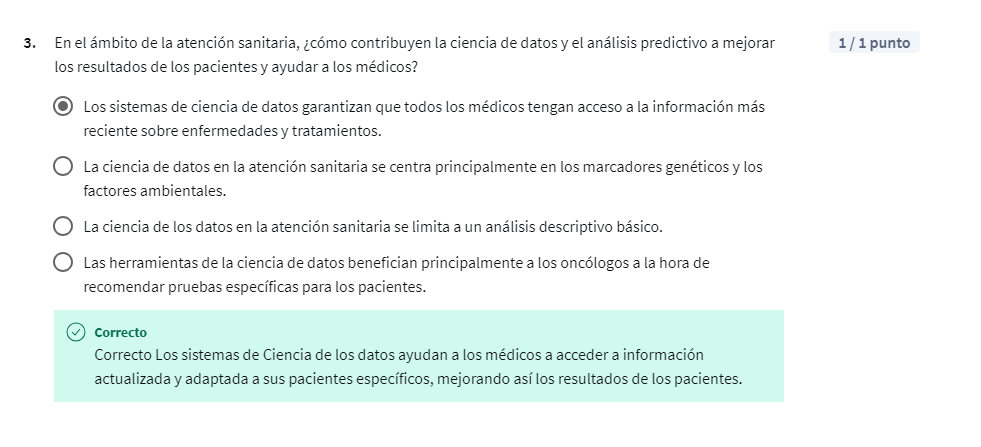 3. En el ámbito de la atención sanitaria, ¿cómo contribuyen la ciencia de datos y el análisis predictivo a mejorar
los resultados de los pacientes y ayudar a los médicos?
1 / 1 punto
Los sistemas de ciencia de datos garantizan que todos los médicos tengan acceso a la información más
reciente sobre enfermedades y tratamientos.
La ciencia de datos en la atención sanitaria se centra principalmente en los marcadores genéticos y los
factores ambientales.
La ciencia de los datos en la atención sanitaria se limita a un análisis descriptivo básico.
Las herramientas de la ciencia de datos benefician principalmente a los oncólogos a la hora de
recomendar pruebas específicas para los pacientes.
Correcto
Correcto Los sistemas de Ciencia de los datos ayudan a los médicos a acceder a información
actualizada y adaptada a sus pacientes específicos, mejorando así los resultados de los pacientes.